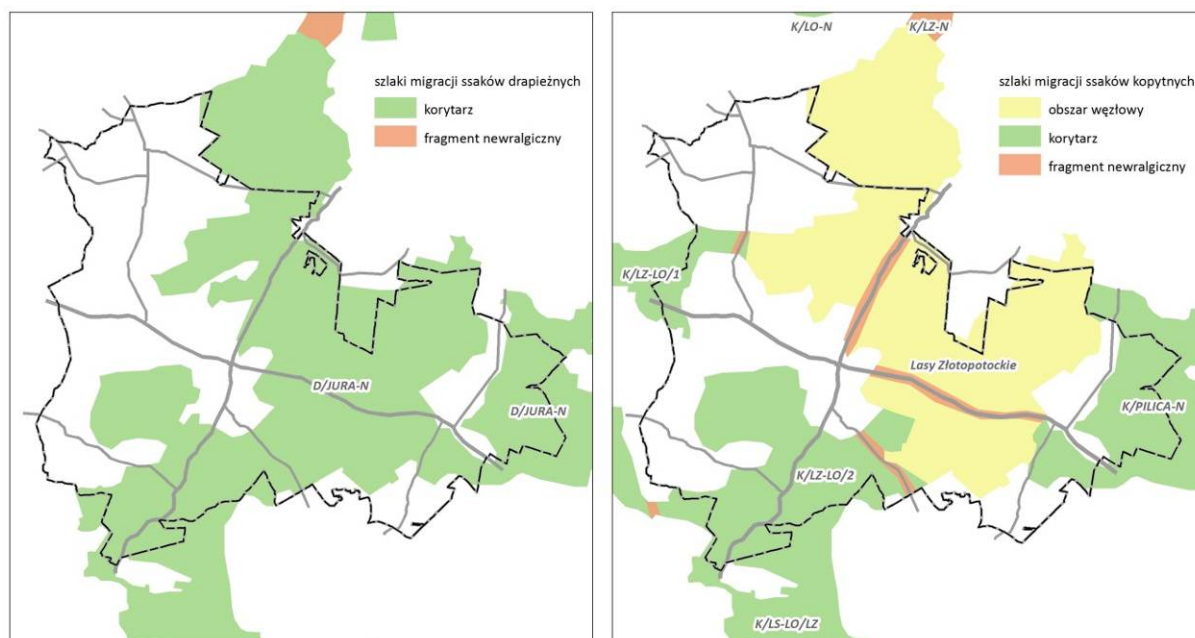 szlaki migracji ssaków drapieżnych
korytarz
fragment newralgiczny
D/JURA-N
D/JURA-N
K/LO-N
K/LZ-N
szlaki migracji ssaków kopytnych
obszar węzłowy
korytarz
fragment newralgiczny
K/LZ-LO/1
Lasy Złotopotockie
K/PILICA-N
K/LZ-LO/2
K/LS-LO/LZ